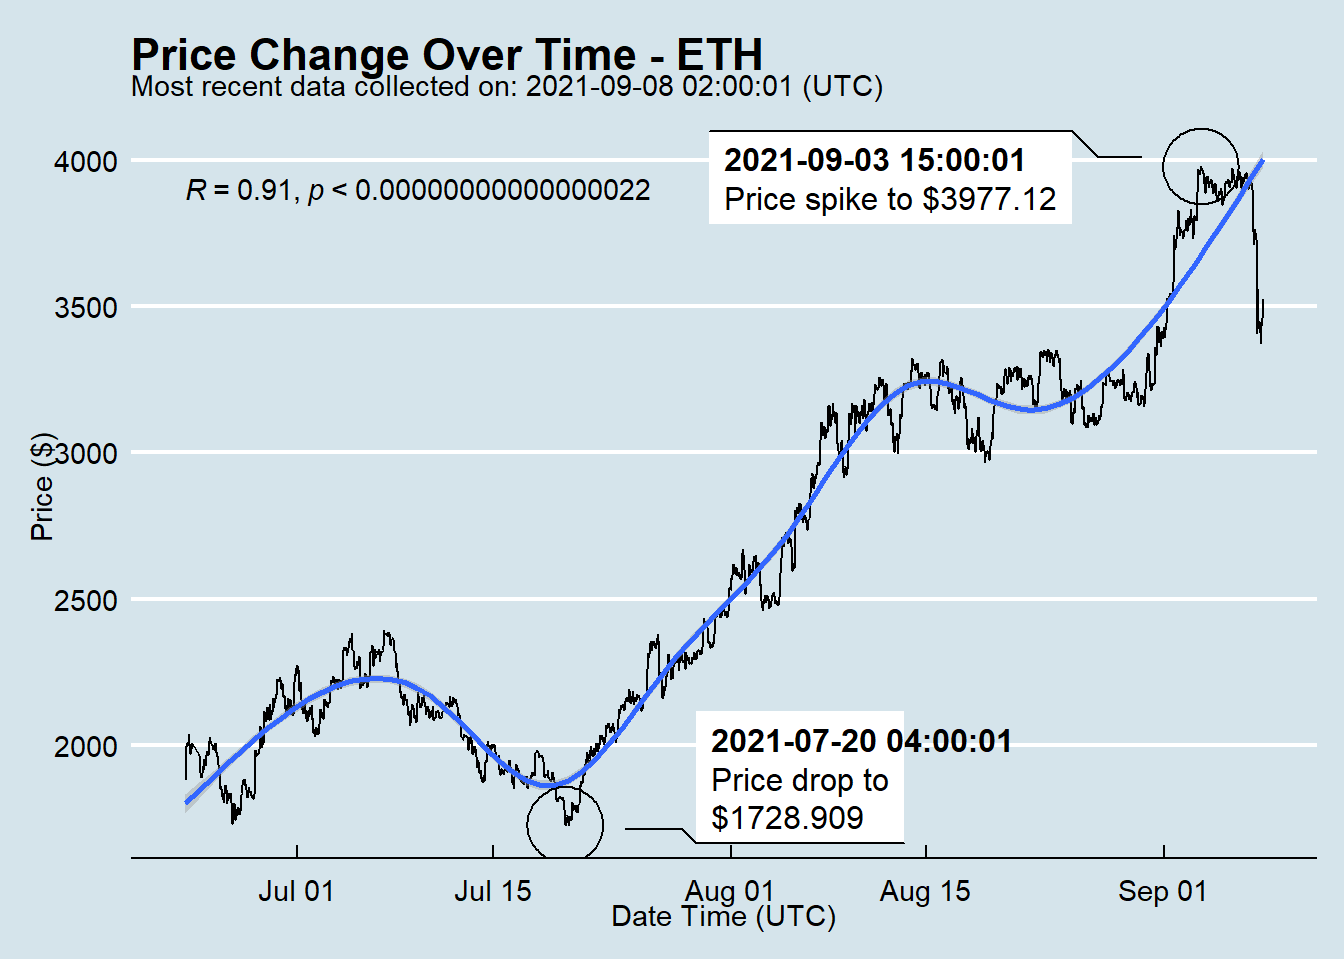 Price Change Over Time - ETH
Most recent data collected on: 2021-09-08 02:00:01 (UTC)
2021-09-03 15:00:01
Price spike to $3977.12
R = 0.91, p < 0.00000000000000022
4000
3500
3000
2500
2000
Price ($)
2021-07-20 04:00:01
Price drop to
$1728.909
Jul 01
Jul 15
Aug 01
Aug 15
Sep 01
Date Time (UTC)